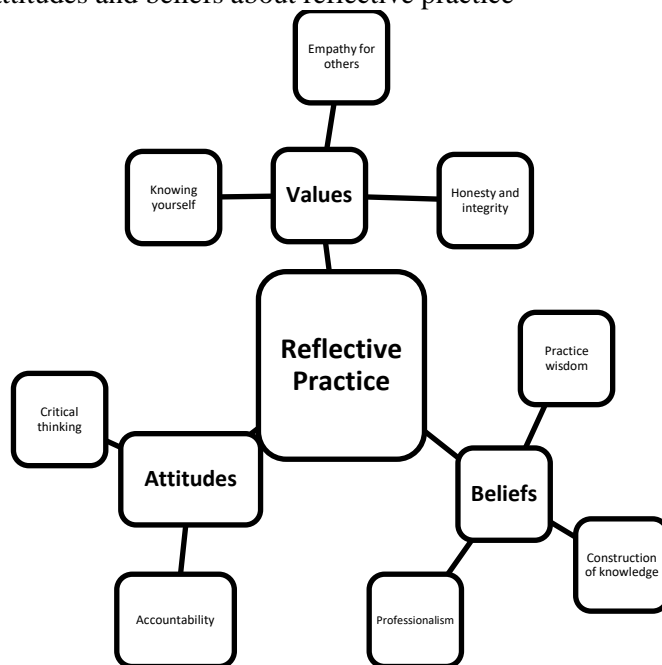 attitudes and beliefs about reflective practice
Empathy for
others
Knowing
yourself
Values
Honesty and
integrity
Reflective
Practice
Practice
wisdom
Critical
thinking
Attitudes
Beliefs
Construction
of knowledge
Accountability
Professionalism